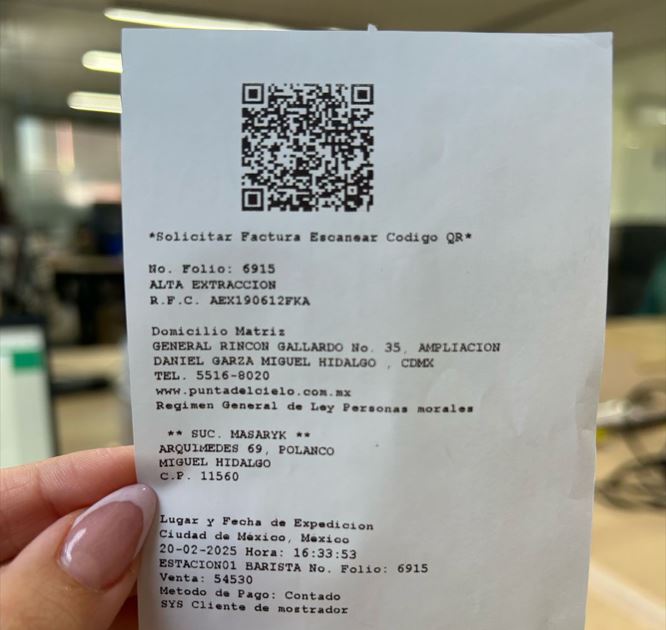 *Solicitar Factura Escanear Codigo QR*
No. Folio: 6915
ALTA EXTRACCION
R.F.C. AEX190612FKA
Domicilio Matriz
GENERAL RINCON GALLARDO No. 35, AMPLIACION
DANIEL GARZA MIGUEL HIDALGO , CDMX
TEL. 5516-8020
www.puntadelcielo.com.mx
Regimen General de Ley Personas morales
** SUC. MASARYK **
ARQUIMEDES 69, POLANCO
MIGUEL HIDALGO
C.P. 11560
Lugar y Fecha de Expedicion
Ciudad de México, México
20-02-2025 Hora: 16:33:53
ESTACION01 BARISTA No. Folio: 6915
Venta: 54530
Metodo de Pago: Contado
SYS Cliente de mostrador